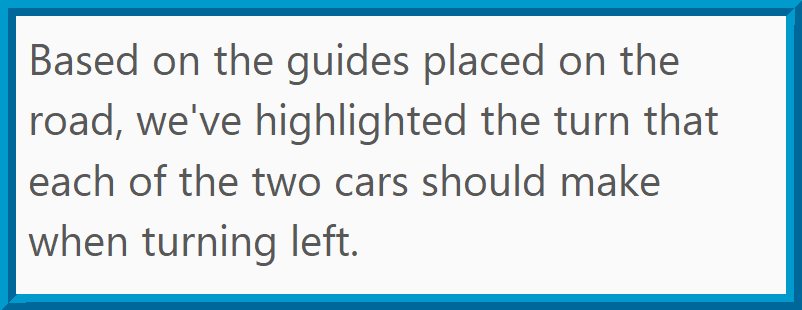 Based on the guides placed on the
road, we've highlighted the turn that
each of the two cars should make
when turning left.